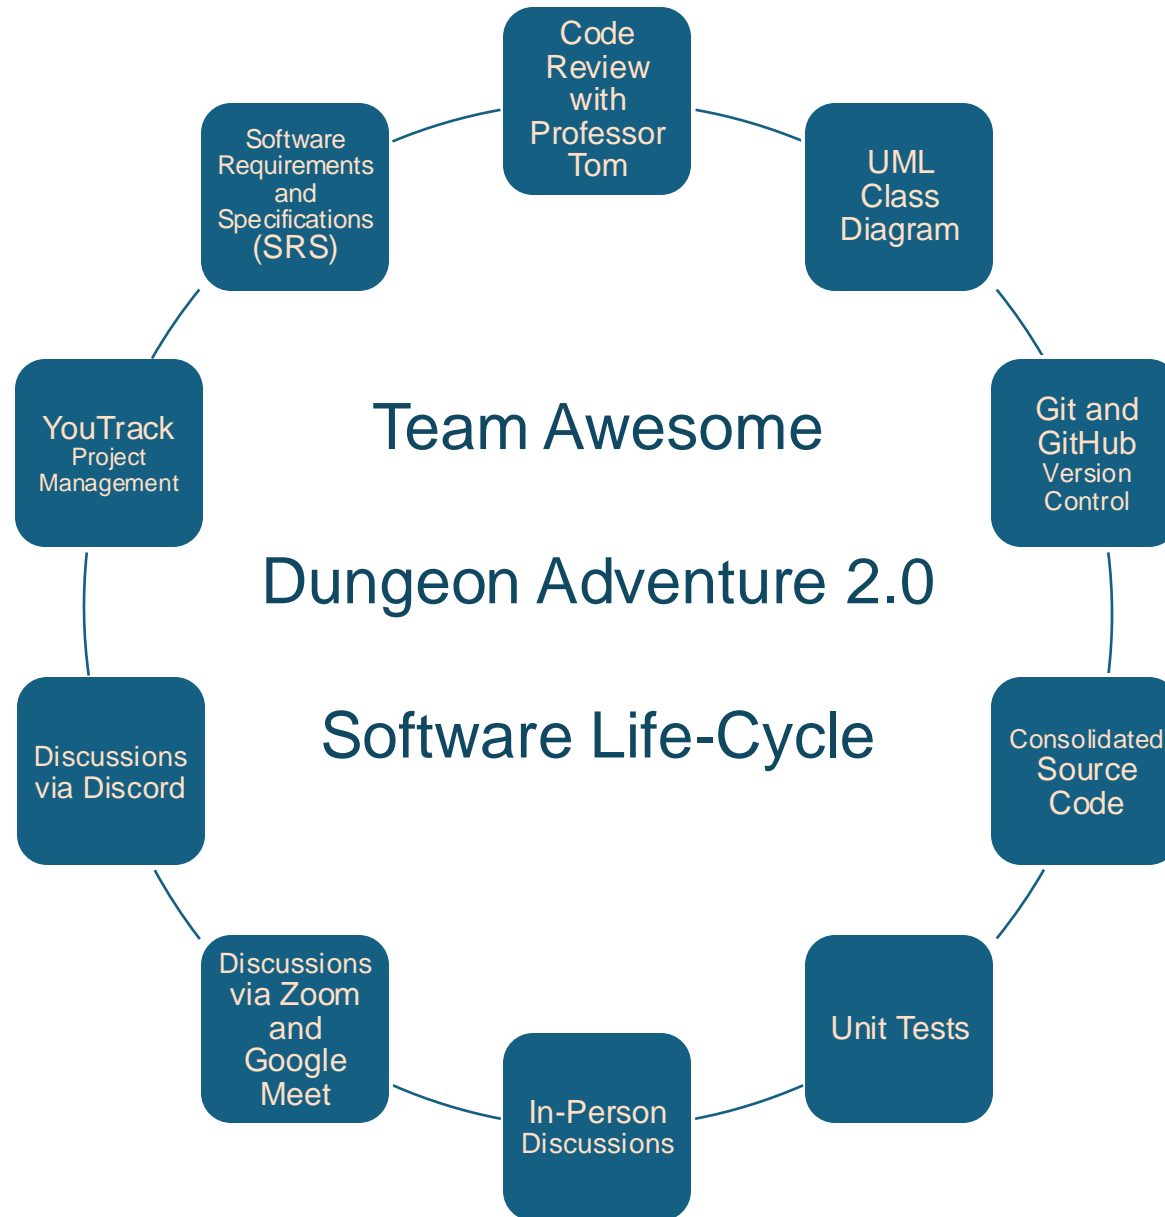 Code
Review
with
Professor
Tom
UML
Class
Diagram
Git and
GitHub
Version
Control
Consolidated
Source
Code
Unit Tests
In-Person
Discussions
Discussions
via Zoom
and
Google
Meet
Discussions
via Discord
YouTrack
Project
Management
Software
Requirements
and
Specifications
(SRS)
Team Awesome
Dungeon Adventure 2.0
Software Life-Cycle